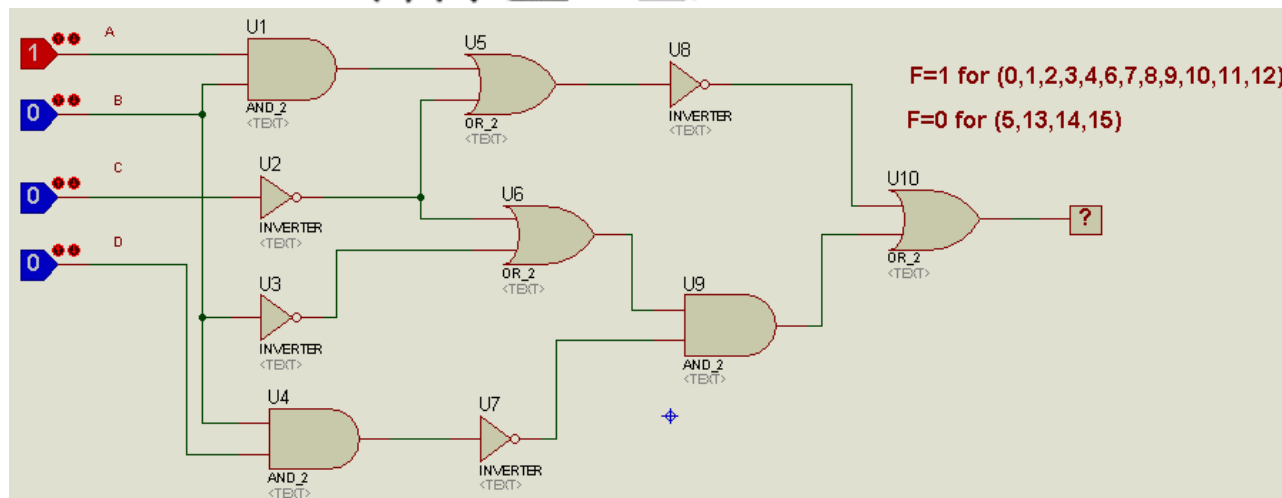 A
1
U1
AND_2
<TEXT>
U5
OR_2
<TEXT>
U8
INVERTER
<TEXT>
F=1 for (0,1,2,3,4,6,7,8,9,10,11,12)
F=0 for (5,13,14,15)
B
0
C
0
U2
INVERTER
<TEXT>
U6
OR_2
<TEXT>
U10
OR_2
<TEXT>
?
D
0
U3
INVERTER
<TEXT>
U9
AND_2
<TEXT>
U4
AND_2
<TEXT>
U7
INVERTER
<TEXT>